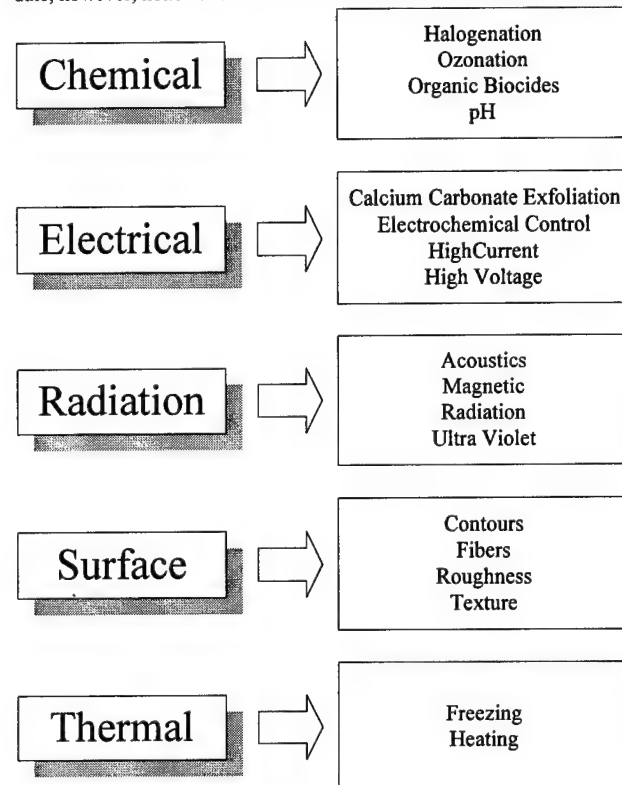 Chemical
Halogenation
Ozonation
Organic Biocides
pH
Electrical
Calcium Carbonate Exfoliation
Electrochemical Control
HighCurrent
High Voltage
Radiation
Acoustics
Magnetic
Radiation
Ultra Violet
Surface
Contours
Fibers
Roughness
Texture
Thermal
Freezing
Heating